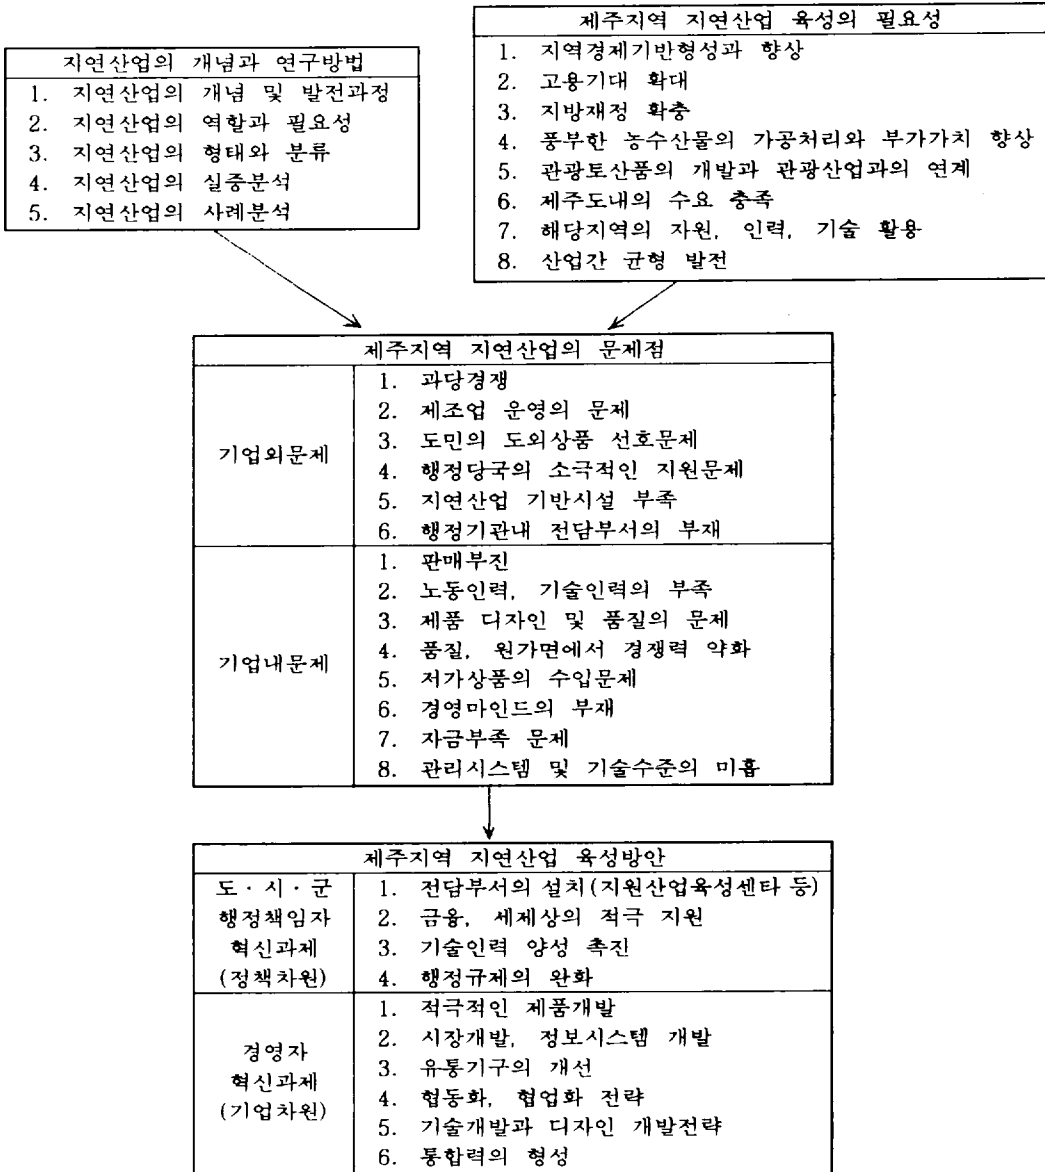 지연산업의 개념과 연구방법
1. 지연산업의 개념 및 발전과정
2. 지연산업의 역할과 필요성
3. 지연산업의 형태와 분류
4. 지연산업의 실증분석
5. 지연산업의 사례분석
제주지역 지연산업 육성의 필요성
1. 지역경제기반형성과 향상
2. 고용기대 확대
3. 지방재정 확충
4. 풍부한 농수산물의 가공처리와 부가가치 향상
5. 관광토산품의 개발과 관광산업과의 연계
6. 제주도내의 수요 충족
7. 해당지역의 자원, 인력, 기술 활용
8. 산업간 균형 발전
제주지역 지연산업의 문제점
기업외문제
1. 과당경쟁
2. 제조업 운영의 문제
3. 도민의 도외상품 선호문제
4. 행정당국의 소극적인 지원문제
5. 지연산업 기반시설 부족
6. 행정기관내 전담부서의 부재
기업내문제
1. 판매부진
2. 노동인력, 기술인력의 부족
3. 제품 디자인 및 품질의 문제
4. 품질, 원가면에서 경쟁력 약화
5. 저가상품의 수입문제
6. 경영마인드의 부재
7. 자금부족 문제
8. 관리시스템 및 기술수준의 미흡
제주지역 지연산업 육성방안
도·시·군
행정책임자
혁신과제
(정책차원)
1. 전담부서의 설치(지원산업육성센타 등)
2. 금융, 세제상의 적극 지원
3. 기술인력 양성 촉진
4. 행정규제의 완화
경영자
혁신과제
(기업차원)
1. 적극적인 제품개발
2. 시장개발, 정보시스템 개발
3. 유통기구의 개선
4. 협동화, 협업화 전략
5. 기술개발과 디자인 개발전략
6. 통합력의 형성